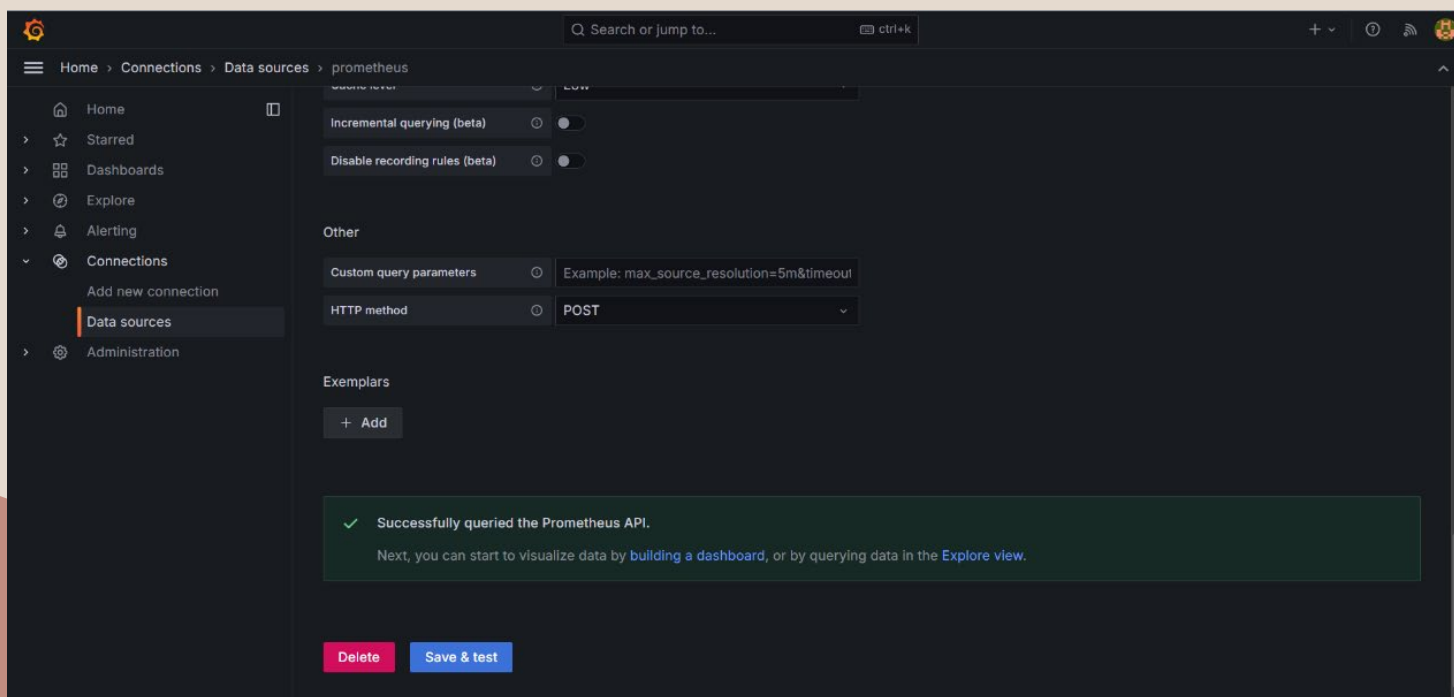 Search or jump to... ctrl+k
Home › Connections › Data sources › prometheus
Home
Starred
Dashboards
Explore
Alerting
Connections
Add new connection
Data sources
Administration
Incremental querying (beta)
Disable recording rules (beta)
Other
Custom query parameters Example: max_source_resolution=5m&timeout
HTTP method POST
Exemplars
+ Add
Successfully queried the Prometheus API.
Next, you can start to visualize data by building a dashboard, or by querying data in the Explore view.
Delete Save & test